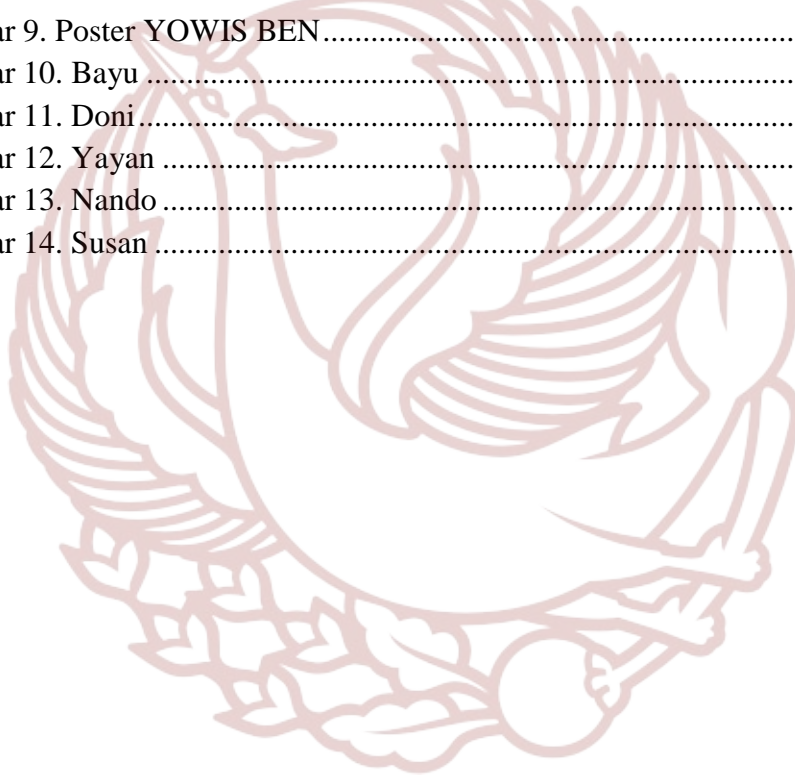 ar 9. Poster YOWIS BEN........................................................
ar 10. Bayu ..............................................................................
ar 11. Doni................................................................................
ar 12. Yayan ............................................................................
ar 13. Nando ............................................................................
ar 14. Susan .............................................................................